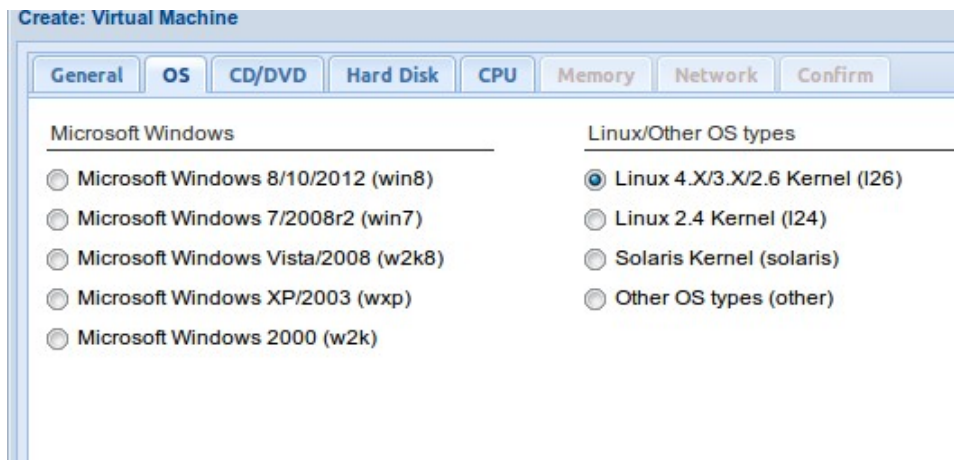 Create: Virtual Machine
General OS CD/DVD Hard Disk CPU Memory Network Confirm
Microsoft Windows
Microsoft Windows 8/10/2012 (win8)
Microsoft Windows 7/2008r2 (win7)
Microsoft Windows Vista/2008 (w2k8)
Microsoft Windows XP/2003 (wxp)
Microsoft Windows 2000 (w2k)
Linux/Other OS types
Linux 4.X/3.X/2.6 Kernel (l26)
Linux 2.4 Kernel (l24)
Solaris Kernel (solaris)
Other OS types (other)